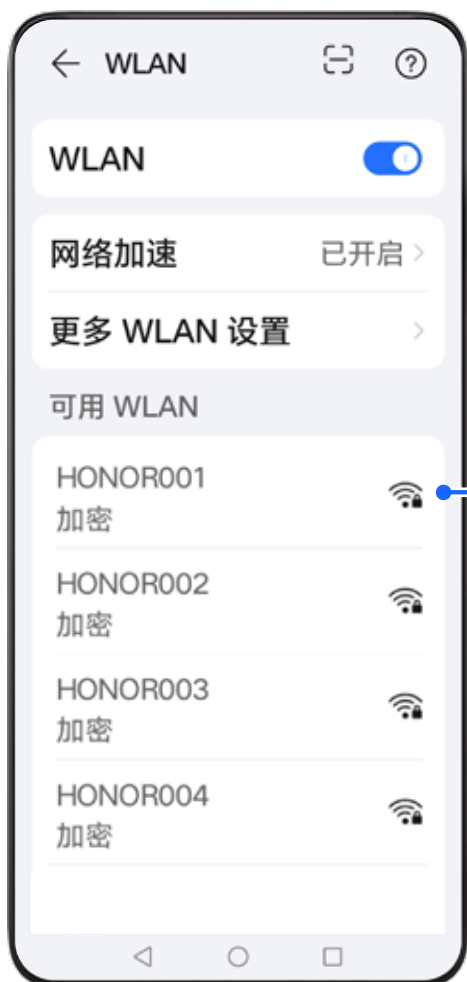 WLAN
WLAN
网络加速 已开启
更多 WLAN 设置
可用 WLAN
HONOR001
加密
HONOR002
加密
HONOR003
加密
HONOR004
加密